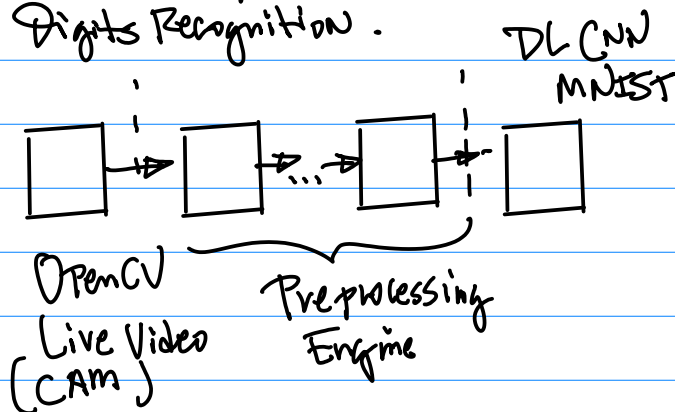 Digits Recognition.
DL CNN
MNIST
...
OpenCV
Live Video
(CAM)
Preprocessing
Engine